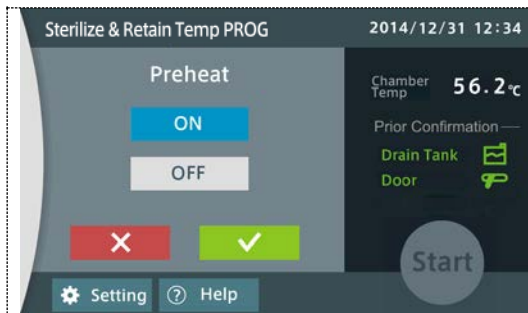 Sterilize & Retain Temp PROG
2014/12/31 12:34
Preheat
ON
OFF
Chamber Temp 56.2℃
Prior Confirmation
Drain Tank
Door
Start
Setting
Help